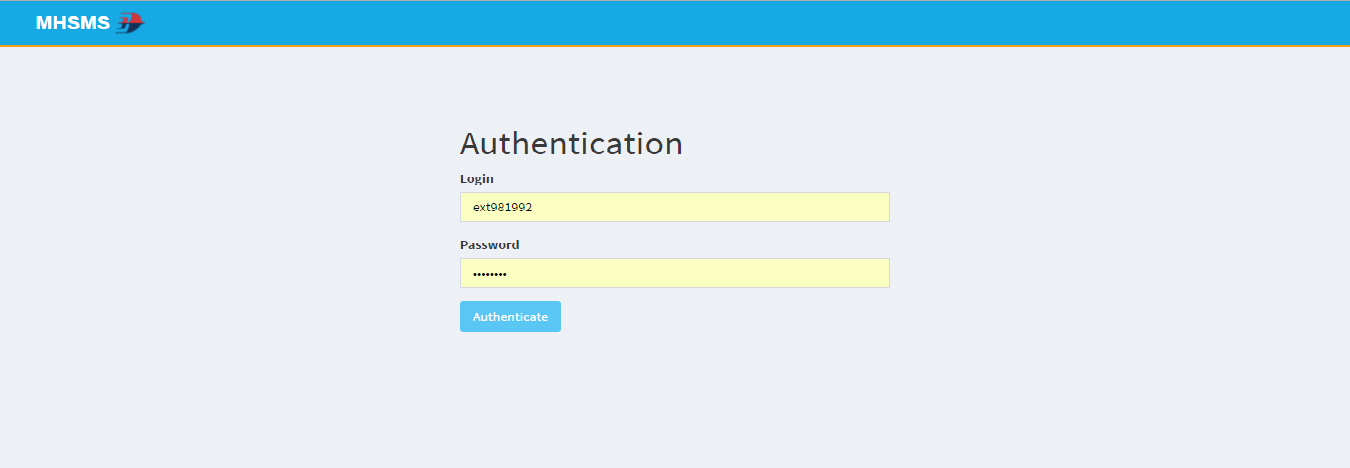 MHSMS
Authentication
Login
ext981992
Password
••••••••
Authenticate